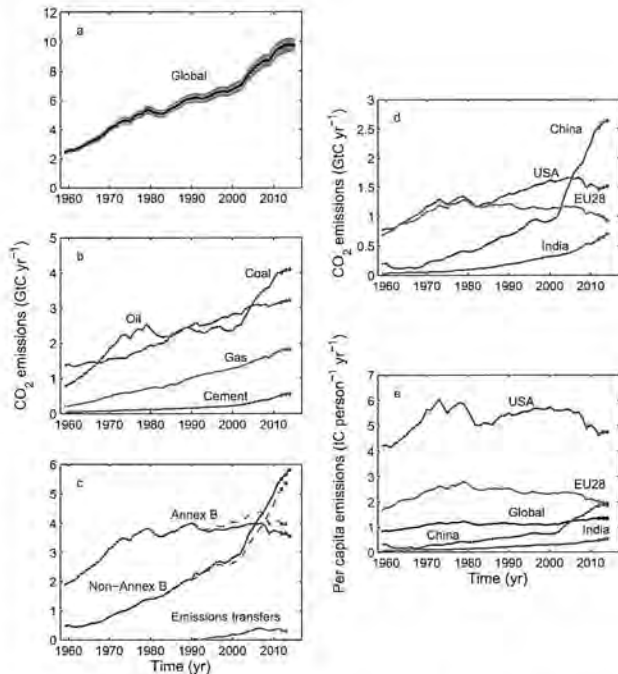 a
12
10
8
6
4
2
0
Global
1960 1970 1980 1990 2000 2010
b
5
4
3
2
1
0
Coal
Oil
Gas
Cement
1960 1970 1980 1990 2000 2010
CO₂ emissions (GtC yr⁻¹)
c
6
5
4
3
2
1
0
Annex B
Non-Annex B
Emissions transfers
1960 1970 1980 1990 2000 2010
Time (yr)
d
3
2.5
2
1.5
1
0.5
0
CO₂ emissions (GtC yr⁻¹)
China
USA
EU28
India
1960 1970 1980 1990 2000 2010
e
7
6
5
4
3
2
1
0
Per capita emissions (tC person⁻¹ yr⁻¹)
USA
EU28
Global
India
China
1960 1970 1980 1990 2000 2010
Time (yr)